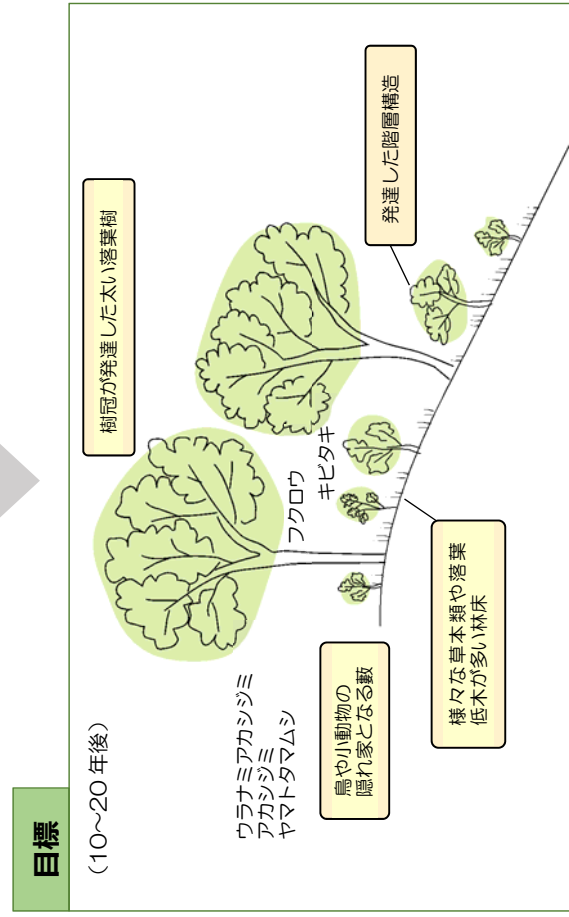 目標
（10～20年後）
樹冠が発達した太い落葉樹
ウラナミアカシジミ
アカシジミ
ヤマトタマムシ
フクロウ
キビタキ
発達した階層構造
鳥や小動物の
隠れ家となる藪
様々な草本類や落葉
低木が多い林床